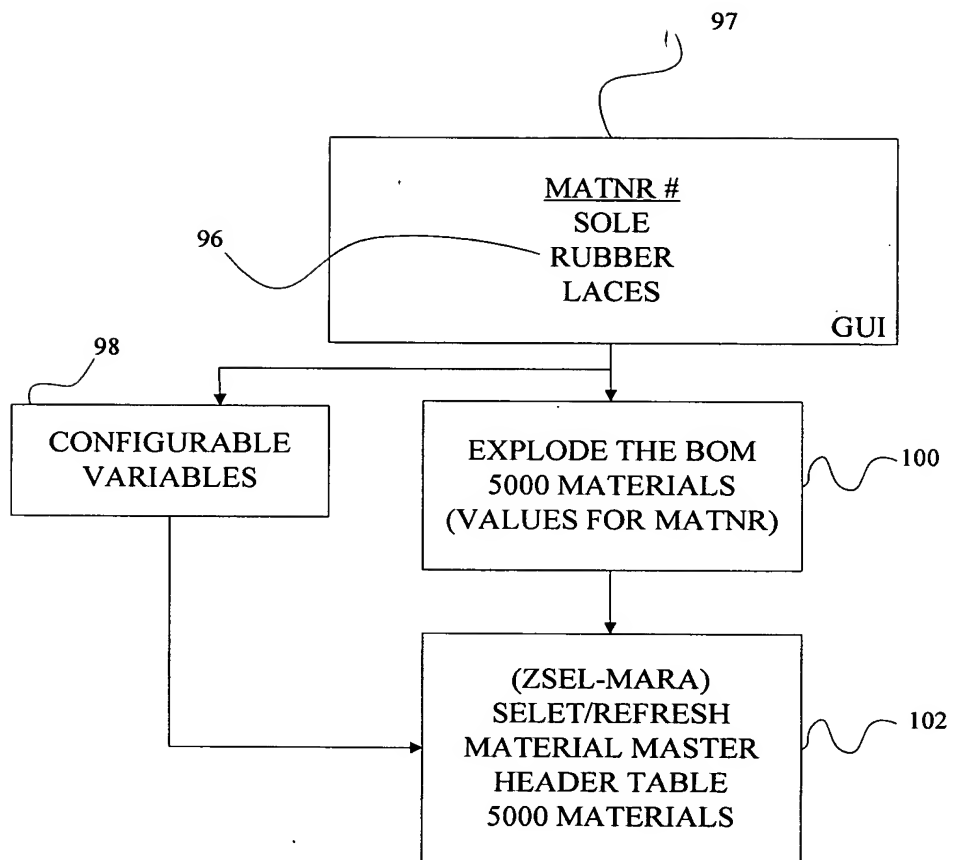 97
MATNR #
SOLE
96
RUBBER
LACES
GUI
98
CONFIGURABLE
VARIABLES
EXPLODE THE BOM
5000 MATERIALS
(VALUES FOR MATNR)
100
(ZSEL-MARA)
SELET/REFRESH
MATERIAL MASTER
HEADER TABLE
5000 MATERIALS
102